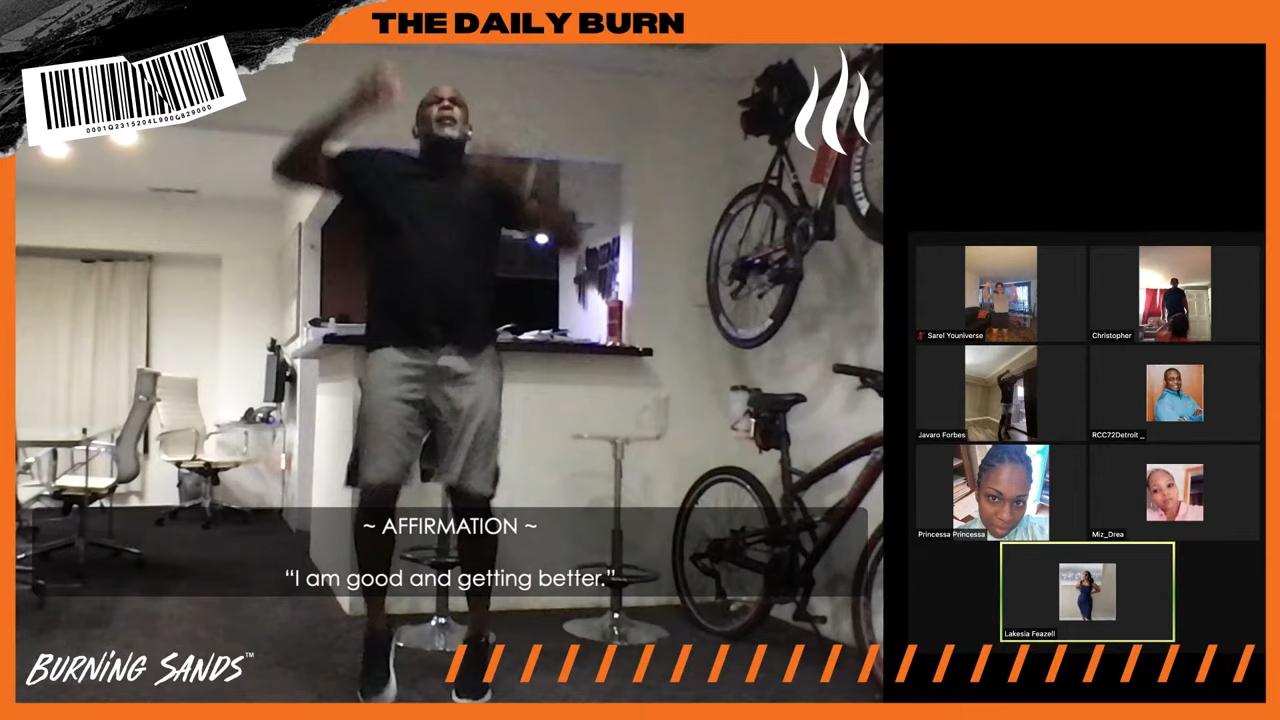 THE DAILY BURN
0001Q2315204L900G829000
Sarel Youniverse
Christopher
Javaro Forbes
RCC72Detroit _
Princessa Princessa
Miz_Drea
~ AFFIRMATION ~
“I am good and getting better.”
Lakesia Feazell
BURNING SANDS™